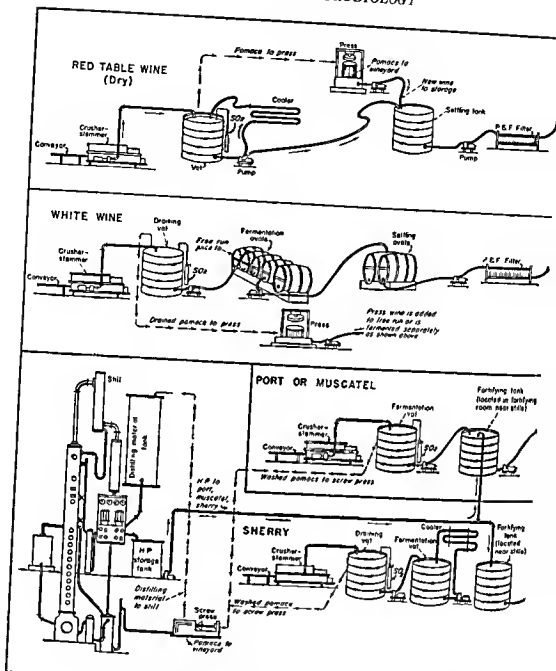 RED TABLE WINE
(Dry)
Pomace to press
Press
Pomace to
vineyard
New wine
to storage
Cooler
SO2
Crusher-
stemmer
Conveyor
Vat
Pump
Settling tank
Pump
P & F Filter
WHITE WINE
Draining
vat
Free run
juice to
Fermentation
ovals
Settling
ovals
Crusher-
stemmer
Conveyor
SO2
P & F Filter
Drained pomace to press
Press
Press wine is added
to free run or is
fermented separately
as shown above
Still
Distilling material
tank
H P
storage
tank
H.P. to
port,
muscatel,
sherry
Distilling
material
to still
Screw
press
Pomace to
vineyard
PORT OR MUSCATEL
Crusher-
stemmer
Conveyor
Fermentation
vat
SO2
Fortifying tank
(located in fortifying
room near stills)
Washed pomace to screw press
SHERRY
Crusher-
stemmer
Conveyor
Draining
vat
SO2
Fermentation
vat
Cooler
Fortifying
tank
(located
near stills)
Washed pomace
to screw press